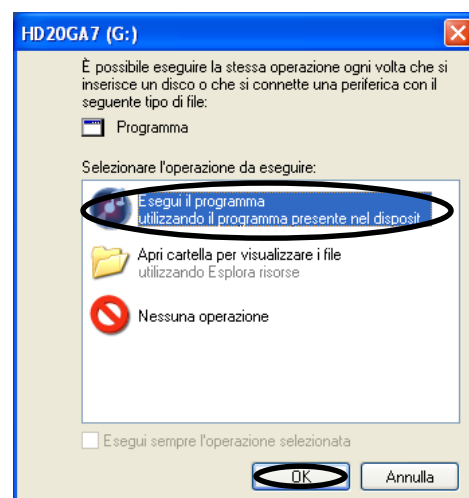 HD20GA7 (G:)
È possibile eseguire la stessa operazione ogni volta che si
inserisce un disco o che si connette una periferica con il
seguente tipo di file:
Programma
Selezionare l'operazione da eseguire:
Esegui il programma
utilizzando il programma presente nel disposit
Apri cartella per visualizzare i file
utilizzando Esplora risorse
Nessuna operazione
Esegui sempre l'operazione selezionata
OK
Annulla